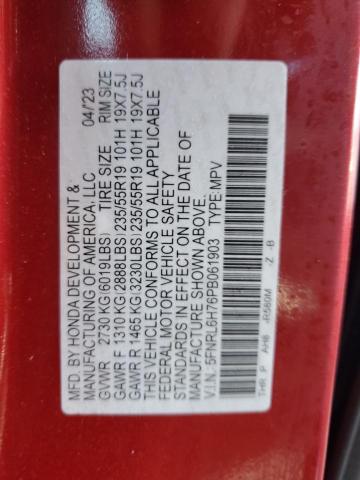 MFD. BY HONDA DEVELOPMENT &
MANUFACTURING OF AMERICA, LLC 04/23
GVWR 2730 KG(6019LBS) TIRE SIZE RIM SIZE
GAWR F 1310 KG(2888LBS) 235/55R19 101H 19X7.5J
GAWR R 1465 KG(3230LBS) 235/55R19 101H 19X7.5J
THIS VEHICLE CONFORMS TO ALL APPLICABLE
FEDERAL MOTOR VEHICLE SAFETY
STANDARDS IN EFFECT ON THE DATE OF
MANUFACTURE SHOWN ABOVE.
V.I.N. 5FNRL6H76PB061903 TYPE:MPV
THR P AH8 -R580M -Z -B